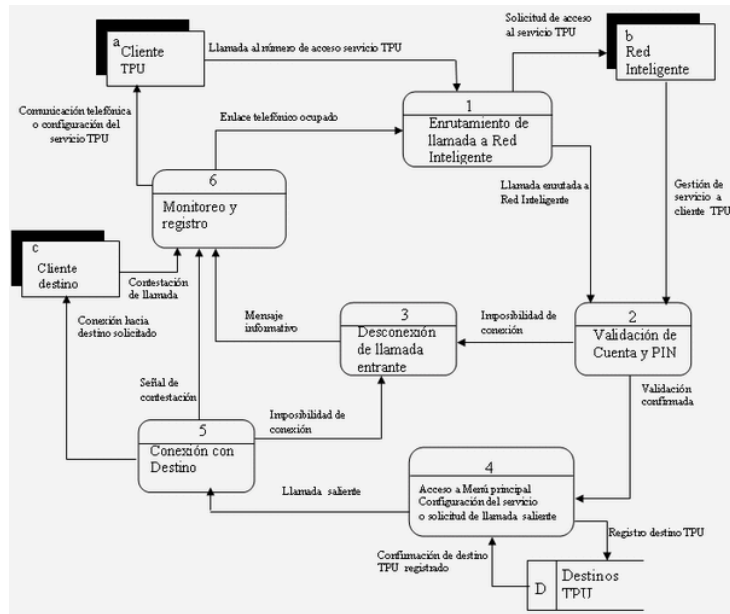 a
Cliente
TPU
Llamada al número de acceso servicio TPU
Solicitud de acceso
al servicio TPU
b
Red
Inteligente
Comunicación telefónica
o configuración del
servicio TPU
Enlace telefónico ocupado
1
Enrutamiento de
llamada a Red
Inteligente
6
Monitoreo y
registro
Llamada enrutada a
Red Inteligente
Gestión de
servicio a
cliente TPU
c
Cliente
destino
Contestación
de llamada
Conexión hacia
destino solicitado
Mensaje
informativo
3
Desconexión
de llamada
entrante
Imposibilidad de
conexión
2
Validación de
Cuenta y PIN
Señal de
contestación
Imposibilidad de
conexión
Validación
confirmada
5
Conexión con
Destino
Llamada saliente
4
Acceso a Menú principal
Configuración del servicio
o solicitud de llamada saliente
Registro destino TPU
Confirmación de destino
TPU registrado
D
Destinos
TPU